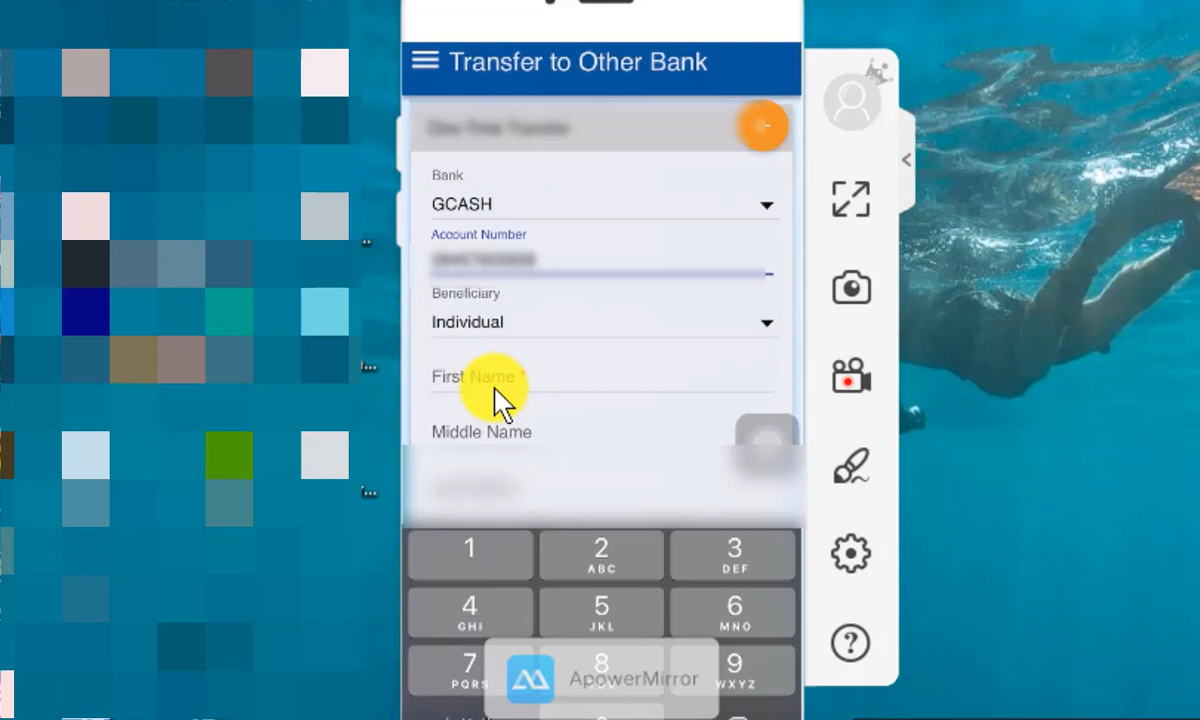 Transfer to Other Bank
Bank
GCASH
Account Number
Beneficiary
Individual
First Name *
Middle Name
1
2
ABC
3
DEF
4
GHI
5
6
MNO
7
PQRS
8
9
WXYZ
ApowerMirror